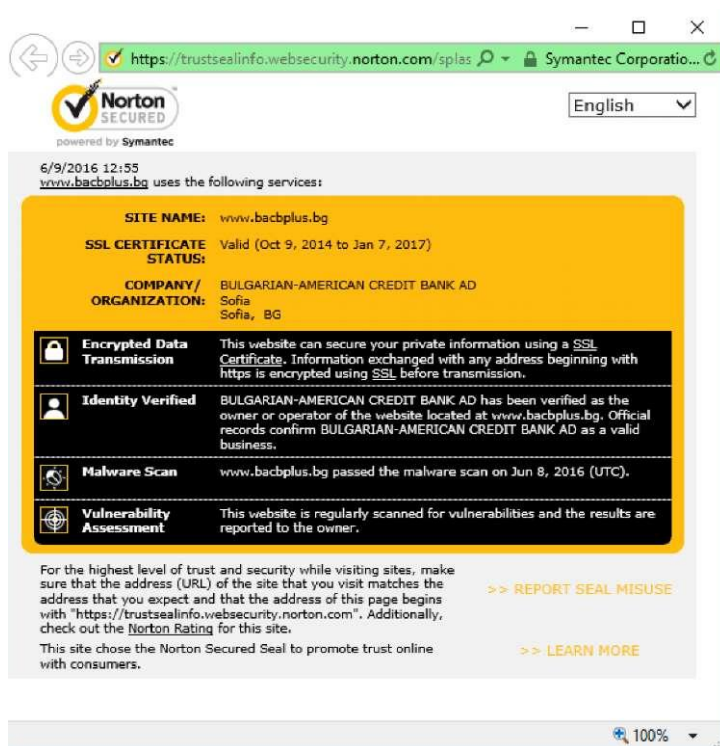 https://trustsealinfo.websecurity.norton.com/splas
Symantec Corporatio...
Norton
SECURED
powered by Symantec
English
6/9/2016 12:55
www.bacbplus.bg uses the following services:
SITE NAME: www.bacbplus.bg
SSL CERTIFICATE STATUS: Valid (Oct 9, 2014 to Jan 7, 2017)
COMPANY/ ORGANIZATION: BULGARIAN-AMERICAN CREDIT BANK AD
Sofia
Sofia, BG
Encrypted Data Transmission
This website can secure your private information using a SSL
Certificate. Information exchanged with any address beginning with
https is encrypted using SSL before transmission.
Identity Verified
BULGARIAN-AMERICAN CREDIT BANK AD has been verified as the
owner or operator of the website located at www.bacbplus.bg. Official
records confirm BULGARIAN-AMERICAN CREDIT BANK AD as a valid
business.
Malware Scan
www.bacbplus.bg passed the malware scan on Jun 8, 2016 (UTC).
Vulnerability Assessment
This website is regularly scanned for vulnerabilities and the results are
reported to the owner.
For the highest level of trust and security while visiting sites, make
sure that the address (URL) of the site that you visit matches the
address that you expect and that the address of this page begins
with "https://trustsealinfo.websecurity.norton.com". Additionally,
check out the Norton Rating for this site.
>> REPORT SEAL MISUSE
This site chose the Norton Secured Seal to promote trust online
with consumers.
>> LEARN MORE
100%